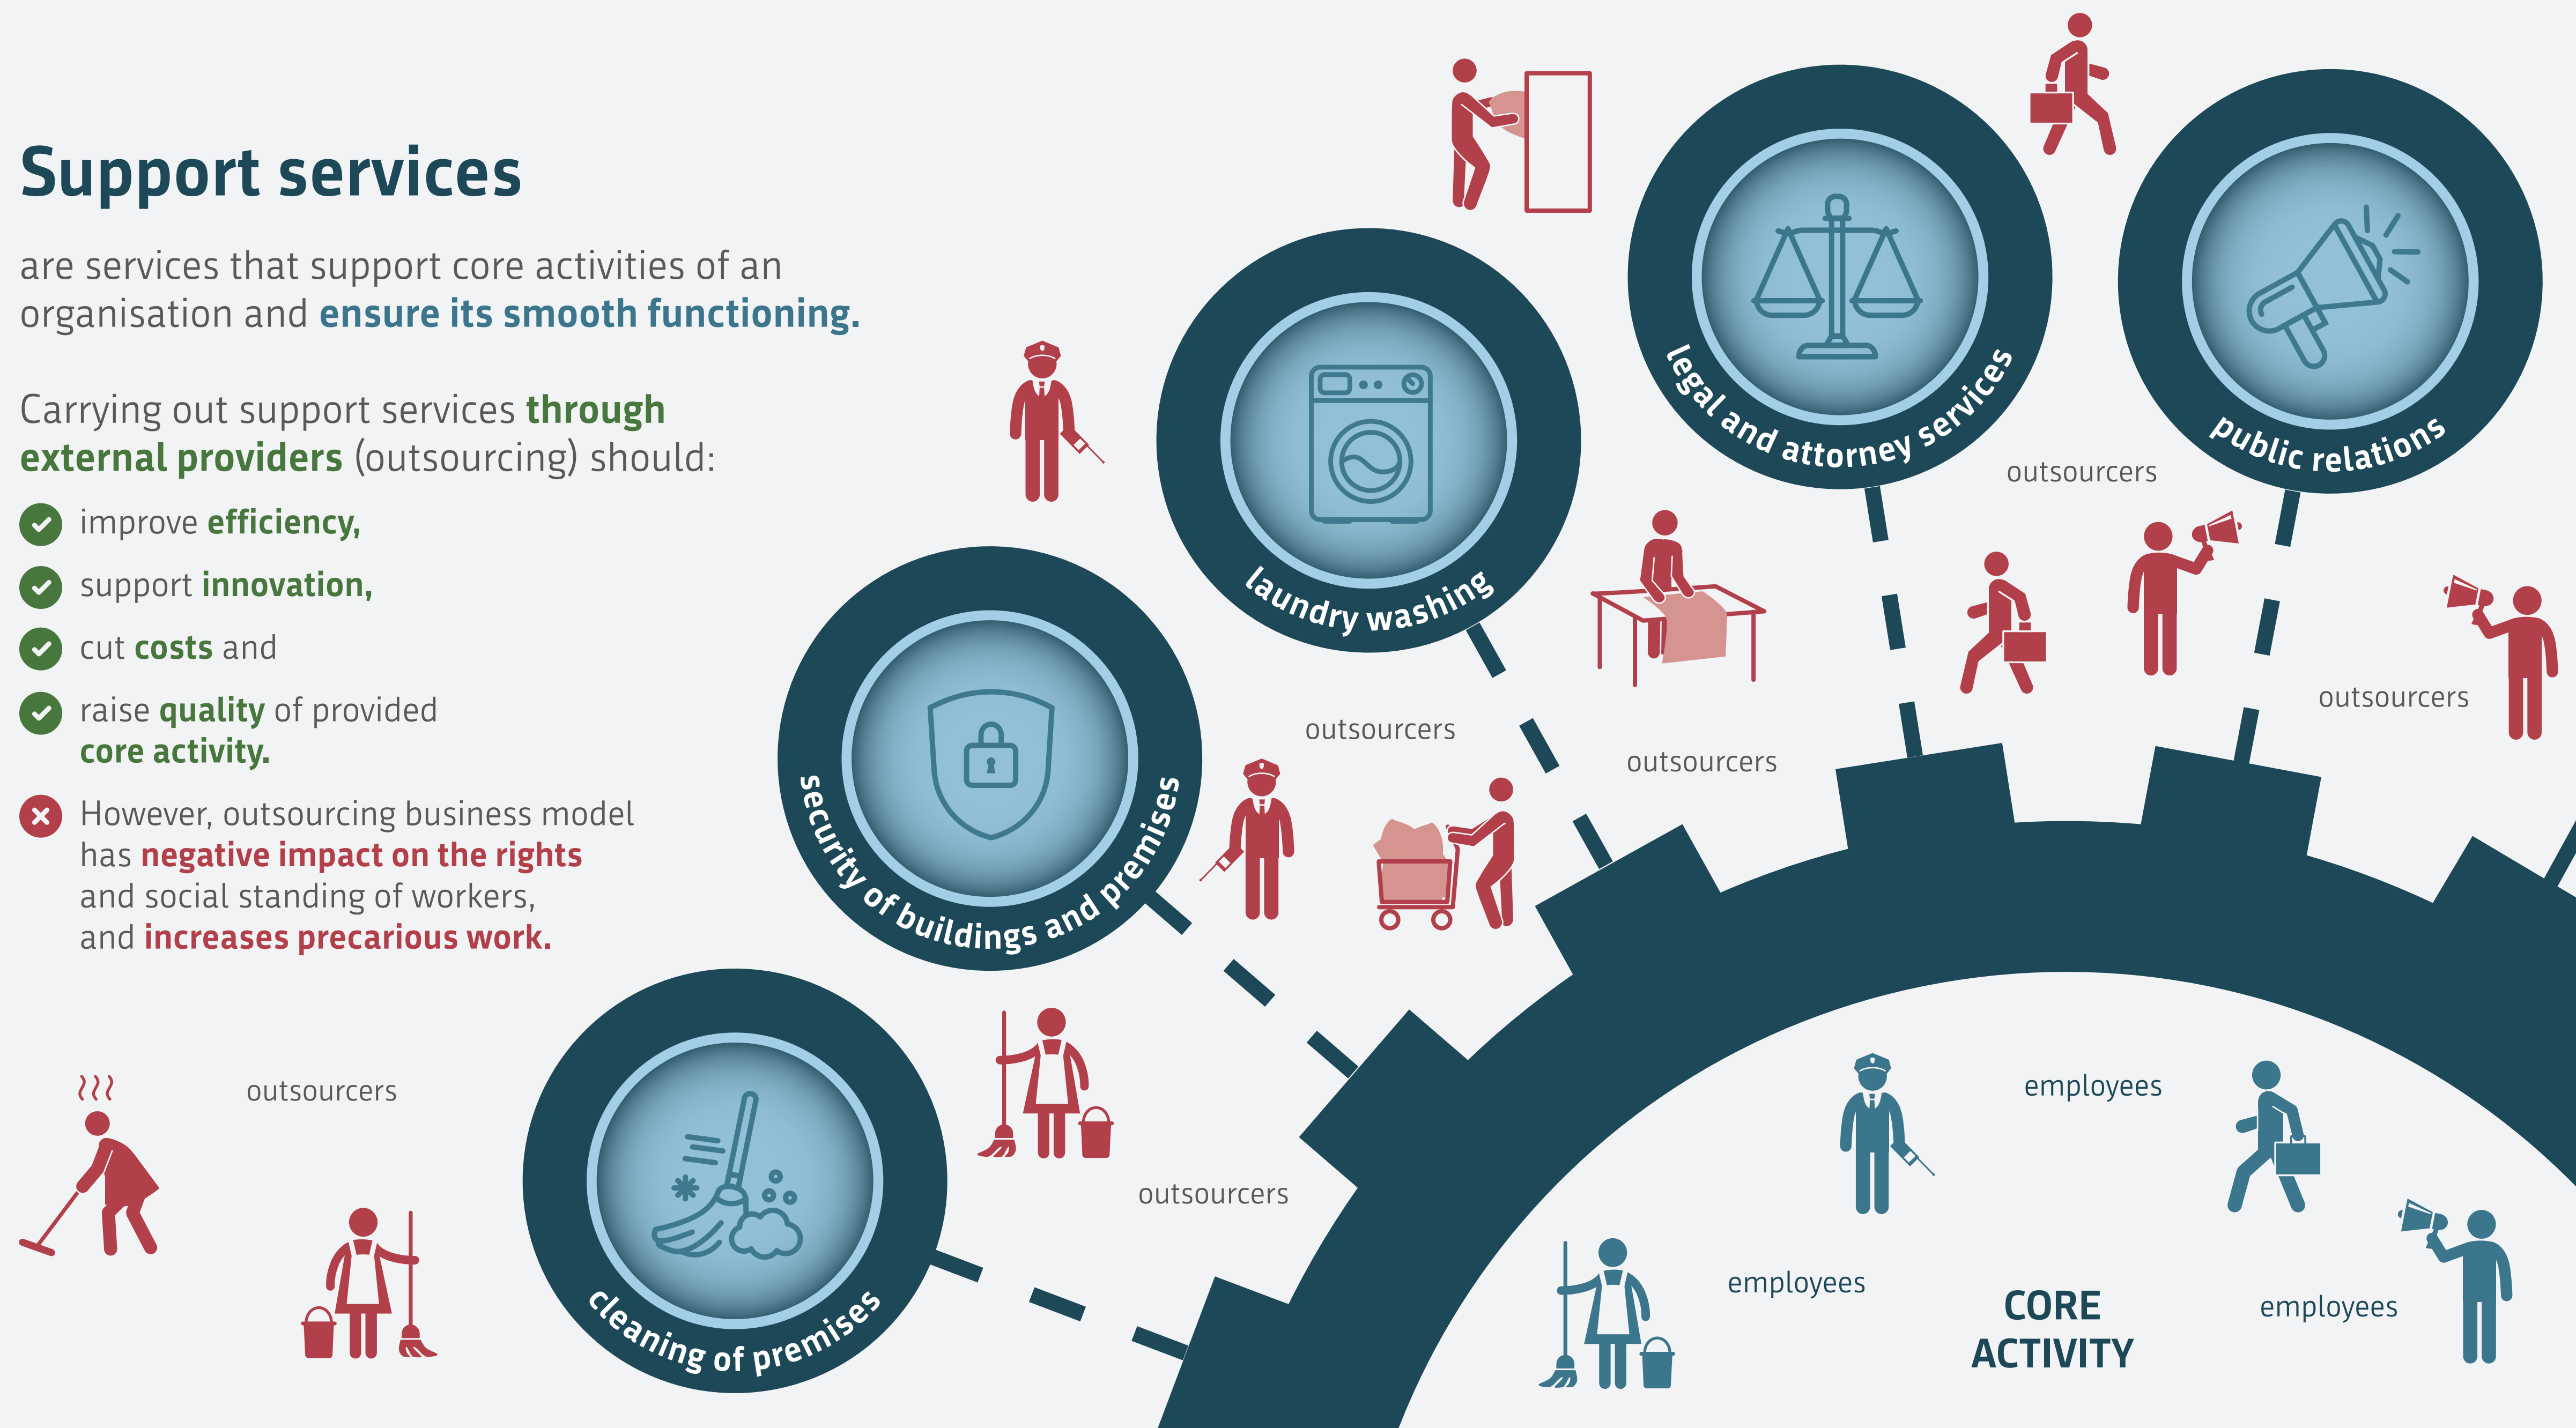 Support services
are services that support core activities of an
organisation and ensure its smooth functioning.
Carrying out support services through
external providers (outsourcing) should:
improve efficiency,
support innovation,
cut costs and
raise quality of provided
core activity.
However, outsourcing business model
has negative impact on the rights
and social standing of workers,
and increases precarious work.
outsourcers
cleaning of premises
outsourcers
security of buildings and premises
outsourcers
laundry washing
outsourcers
legal and attorney services
outsourcers
public relations
outsourcers
employees
employees
employees
CORE
ACTIVITY